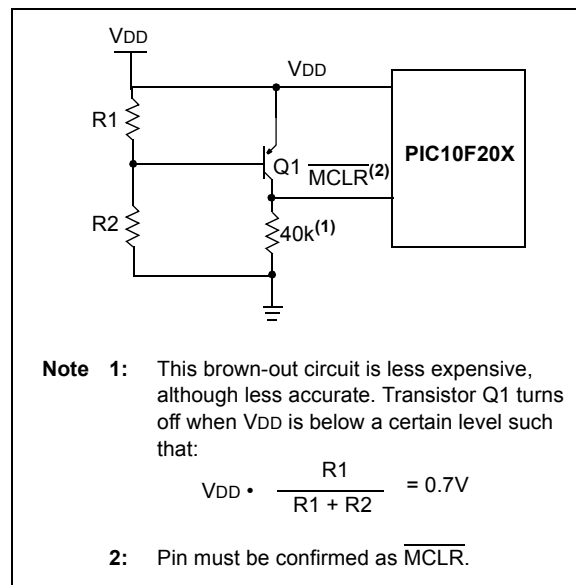 VDD
VDD
R1
PIC10F20X
Q1
MCLR(2)
R2
40k(1)
Note 1: This brown-out circuit is less expensive,
although less accurate. Transistor Q1 turns
off when VDD is below a certain level such
that:
VDD • R1 / R1 + R2 = 0.7V
2: Pin must be confirmed as MCLR.